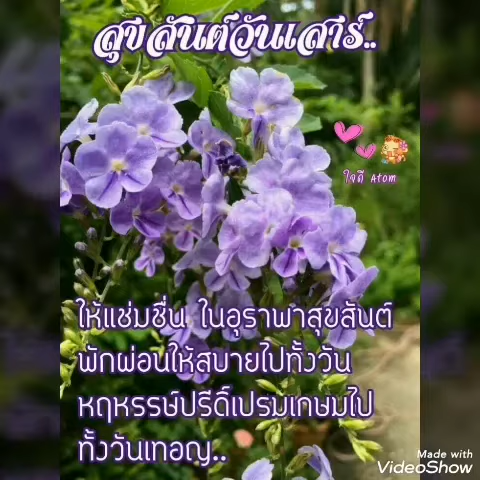 สุขสันต์วันเสาร์..
ใจดี Atom
ให้แช่มชื่น ในอุราพาสุขสันต์
พักผ่อนให้สบายไปทั้งวัน
หฤหรรษ์ปรีดิ์เปรมเกษมไป
ทั้งวันเทอญ..
Made with
VideoShow